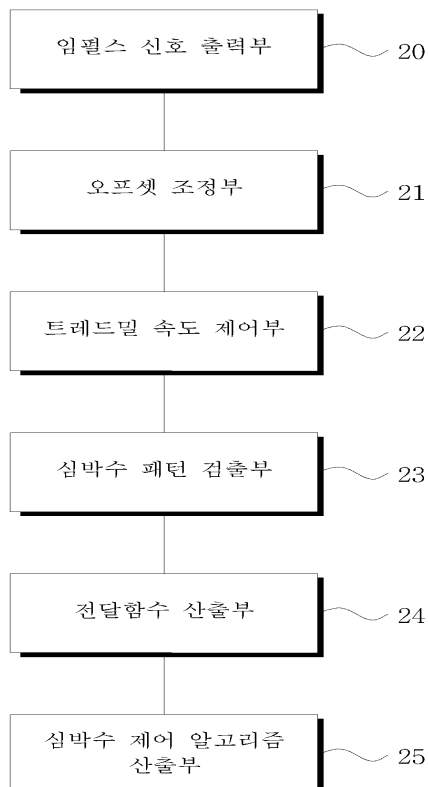 임펄스 신호 출력부
20
오프셋 조정부
21
트레드밀 속도 제어부
22
심박수 패턴 검출부
23
전달함수 산출부
24
심박수 제어 알고리즘
산출부
25